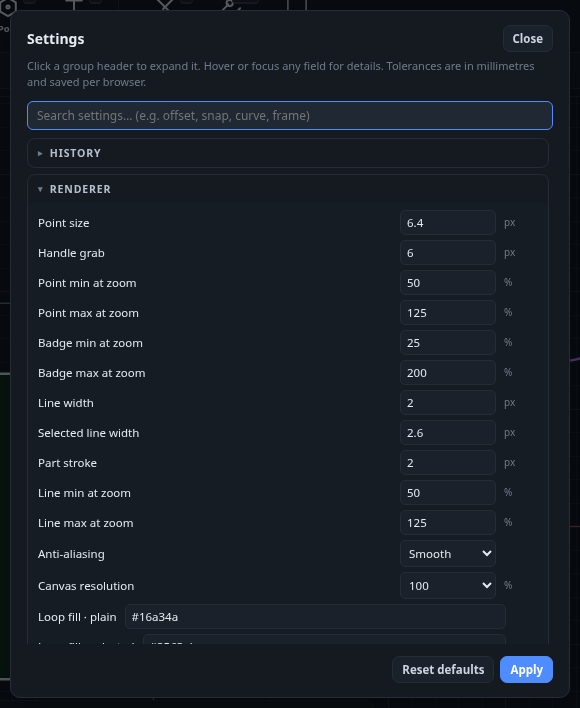 Settings
Close
Click a group header to expand it. Hover or focus any field for details. Tolerances are in millimetres
and saved per browser.
Search settings... (e.g. offset, snap, curve, frame)
HISTORY
RENDERER
Point size 6.4 px
Handle grab 6 px
Point min at zoom 50 %
Point max at zoom 125 %
Badge min at zoom 25 %
Badge max at zoom 200 %
Line width 2 px
Selected line width 2.6 px
Part stroke 2 px
Line min at zoom 50 %
Line max at zoom 125 %
Anti-aliasing Smooth
Canvas resolution 100 %
Loop fill · plain #16a34a
Reset defaults Apply